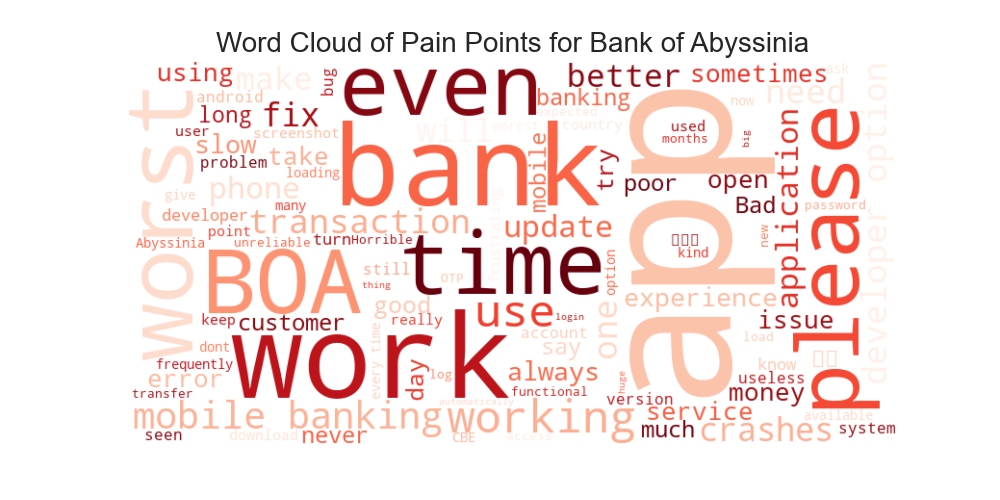 Word Cloud of Pain Points for Bank of Abyssinia
using
make
bug
even
better
sometimes
ask
android
long
fix
banking
need
option
worst
user
screenshot
will
expected
country
now
used
months
big
slow
take
problem
loading
bank
mobile
try
poor
open
please
application
phone
give
many
developer
transaction
update
Bad
password
app
point
Abyssinia
unreliable
turn
Horrible
time
kind
new
option
BOA
still
thing
OTP
experience
developer
good
use
keep
customer
really
login
account
one
issue
work
dont
say
load
frequently
error
every time
day
log
always
know
useless
transfer
functional
huge
version
money
automatically
mobile banking
working
service
available
seen
download
never
CBE
access
much
crashes
system